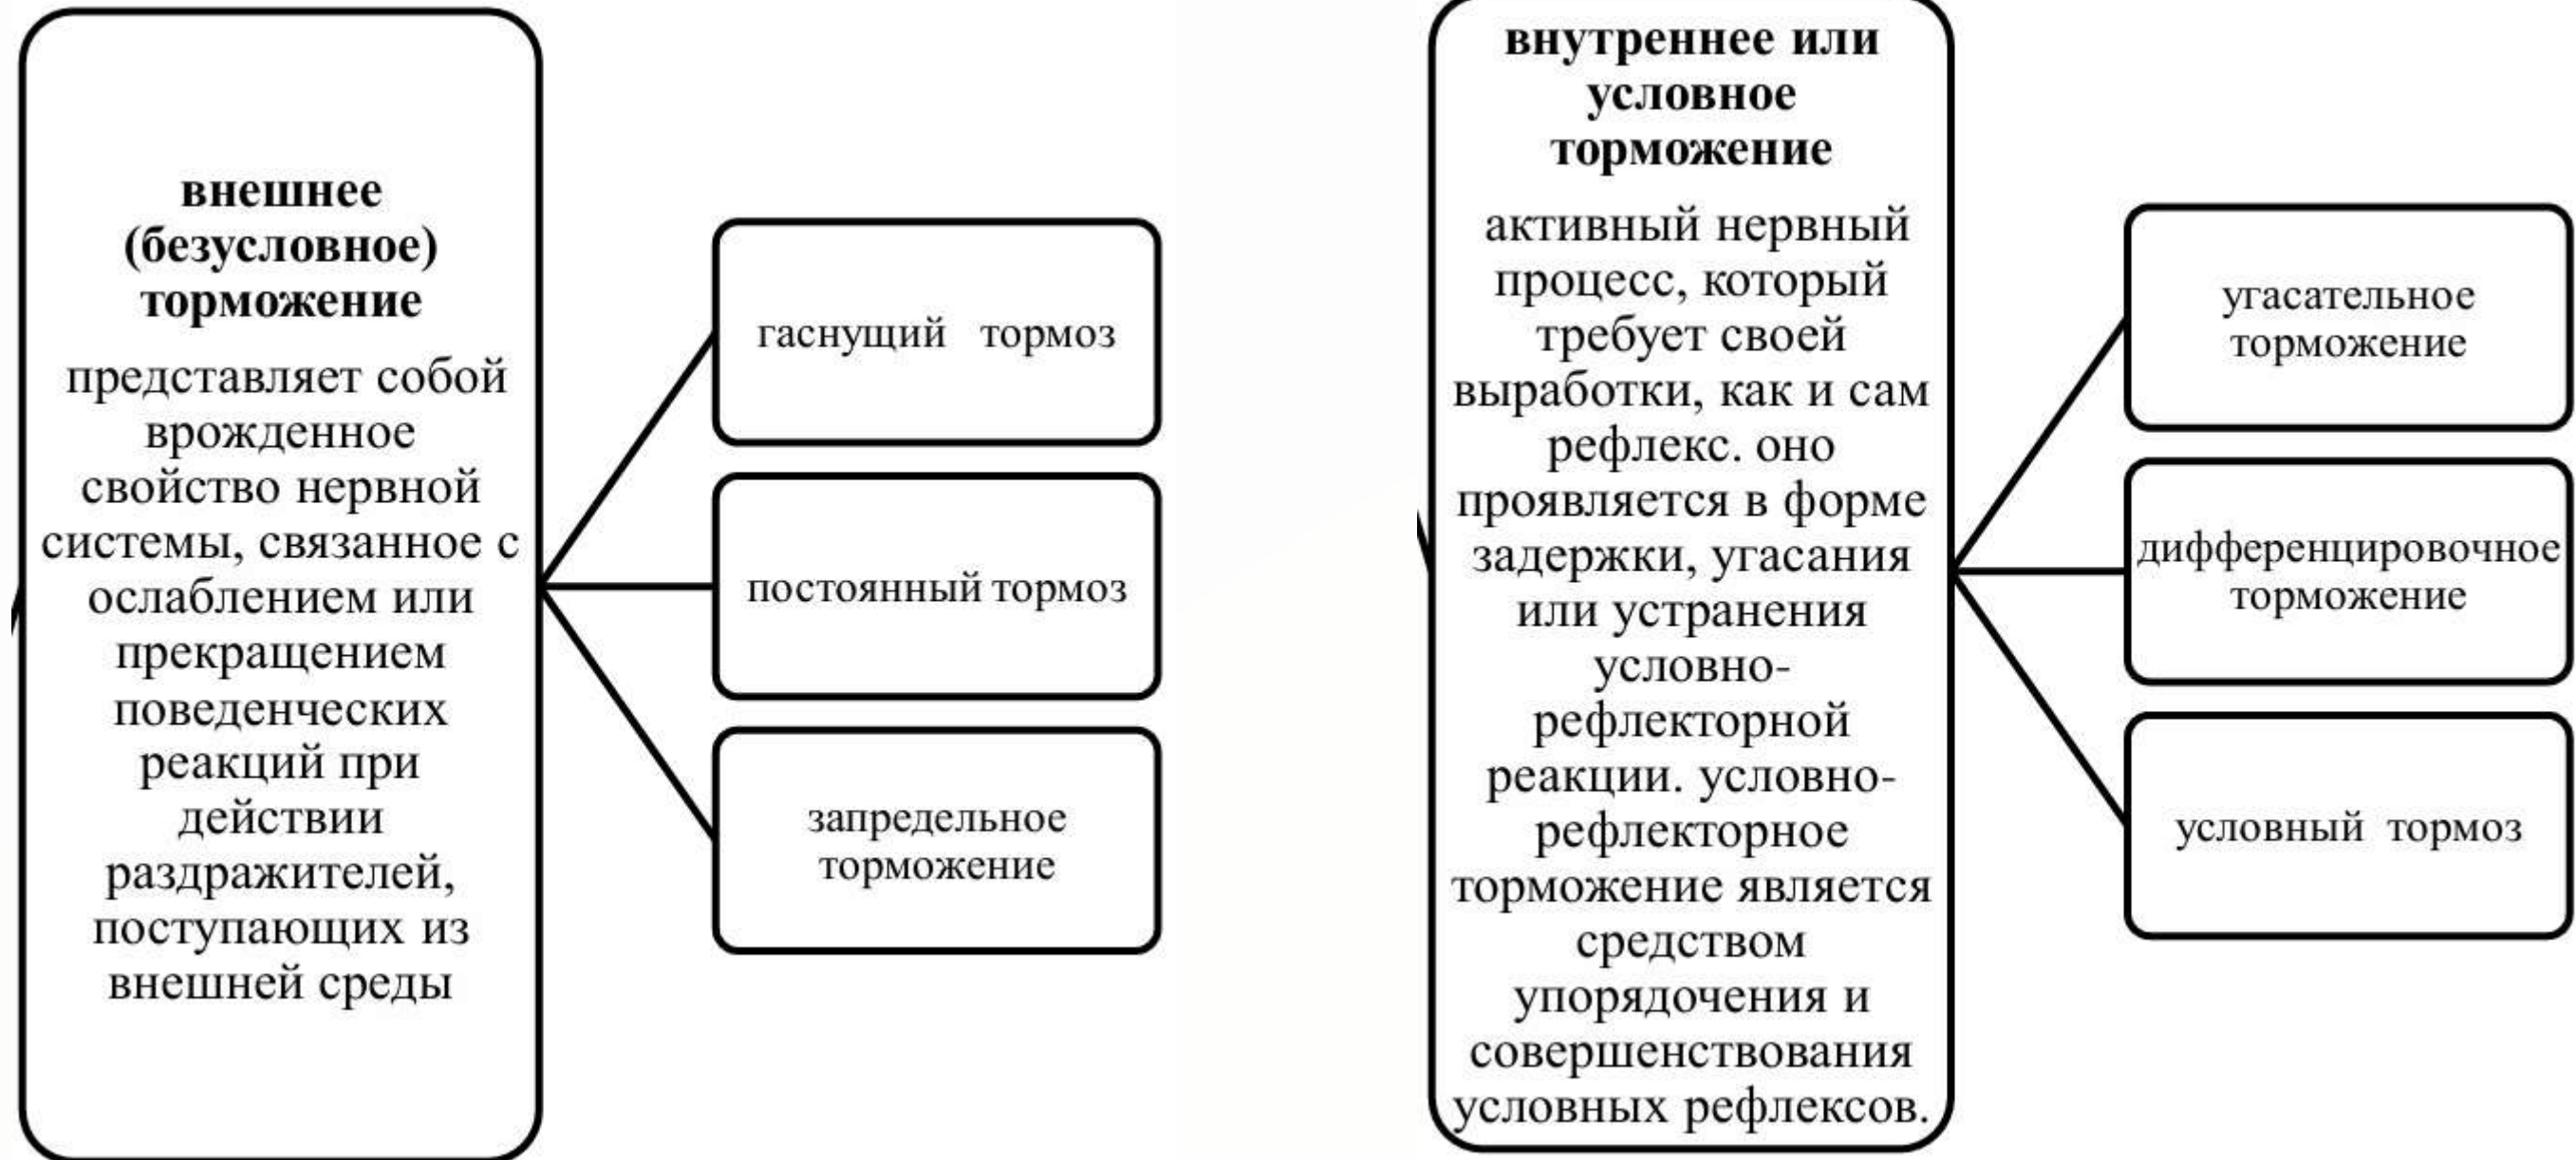 внешнее
(безусловное)
торможение
представляет собой
врожденное
свойство нервной
системы, связанное с
ослаблением или
прекращением
поведенческих
реакций при
действии
раздражителей,
поступающих из
внешней среды
гаснущий тормоз
постоянный тормоз
запредельное
торможение
внутреннее или
условное
торможение
активный нервный
процесс, который
требует своей
выработки, как и сам
рефлекс. оно
проявляется в форме
задержки, угасания
или устранения
условно-
рефлекторной
реакции. условно-
рефлекторное
торможение является
средством
упорядочения и
совершенствования
условных рефлексов.
угасательное
торможение
дифференцировочное
торможение
условный тормоз